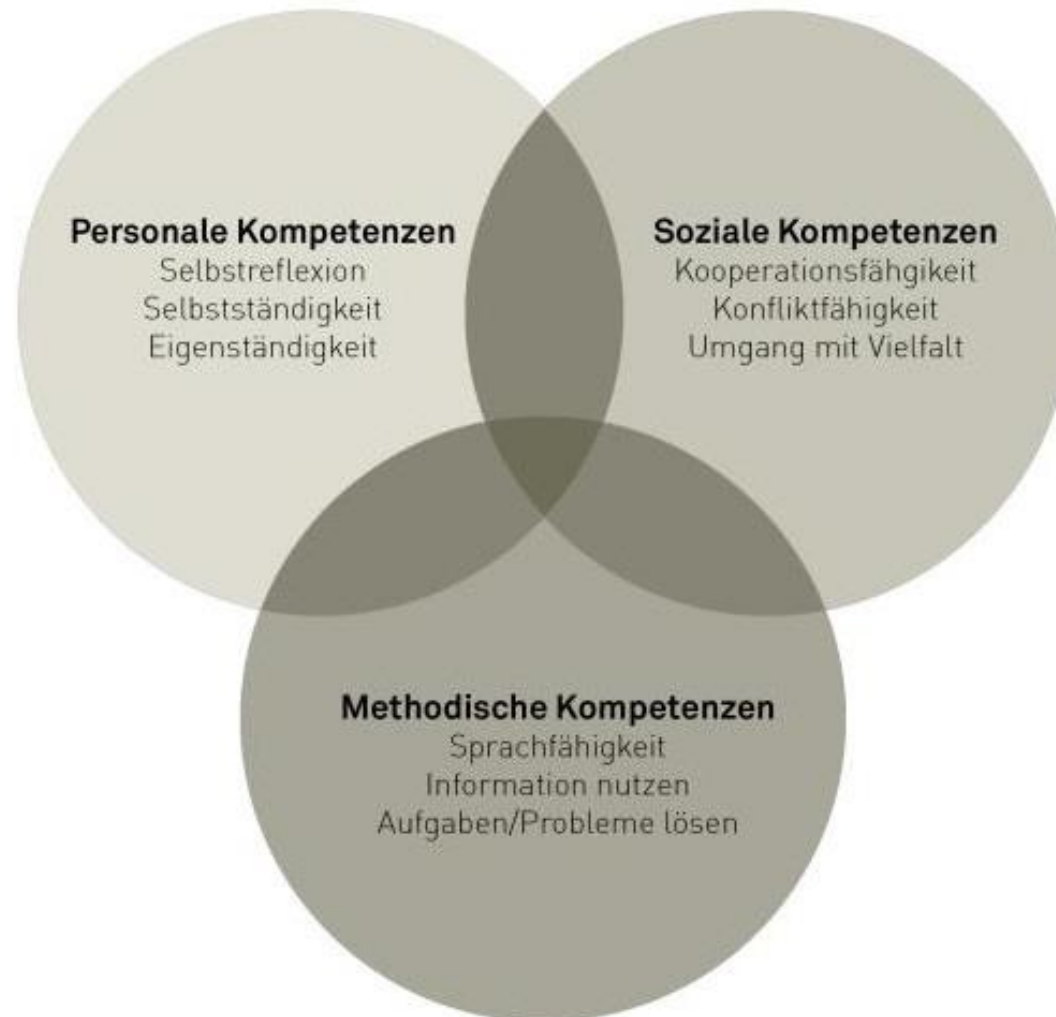 Personale Kompetenzen
Selbstreflexion
Selbstständigkeit
Eigenständigkeit
Soziale Kompetenzen
Kooperationsfähgikeit
Konfliktfähigkeit
Umgang mit Vielfalt
Methodische Kompetenzen
Sprachfähigkeit
Information nutzen
Aufgaben/Probleme lösen